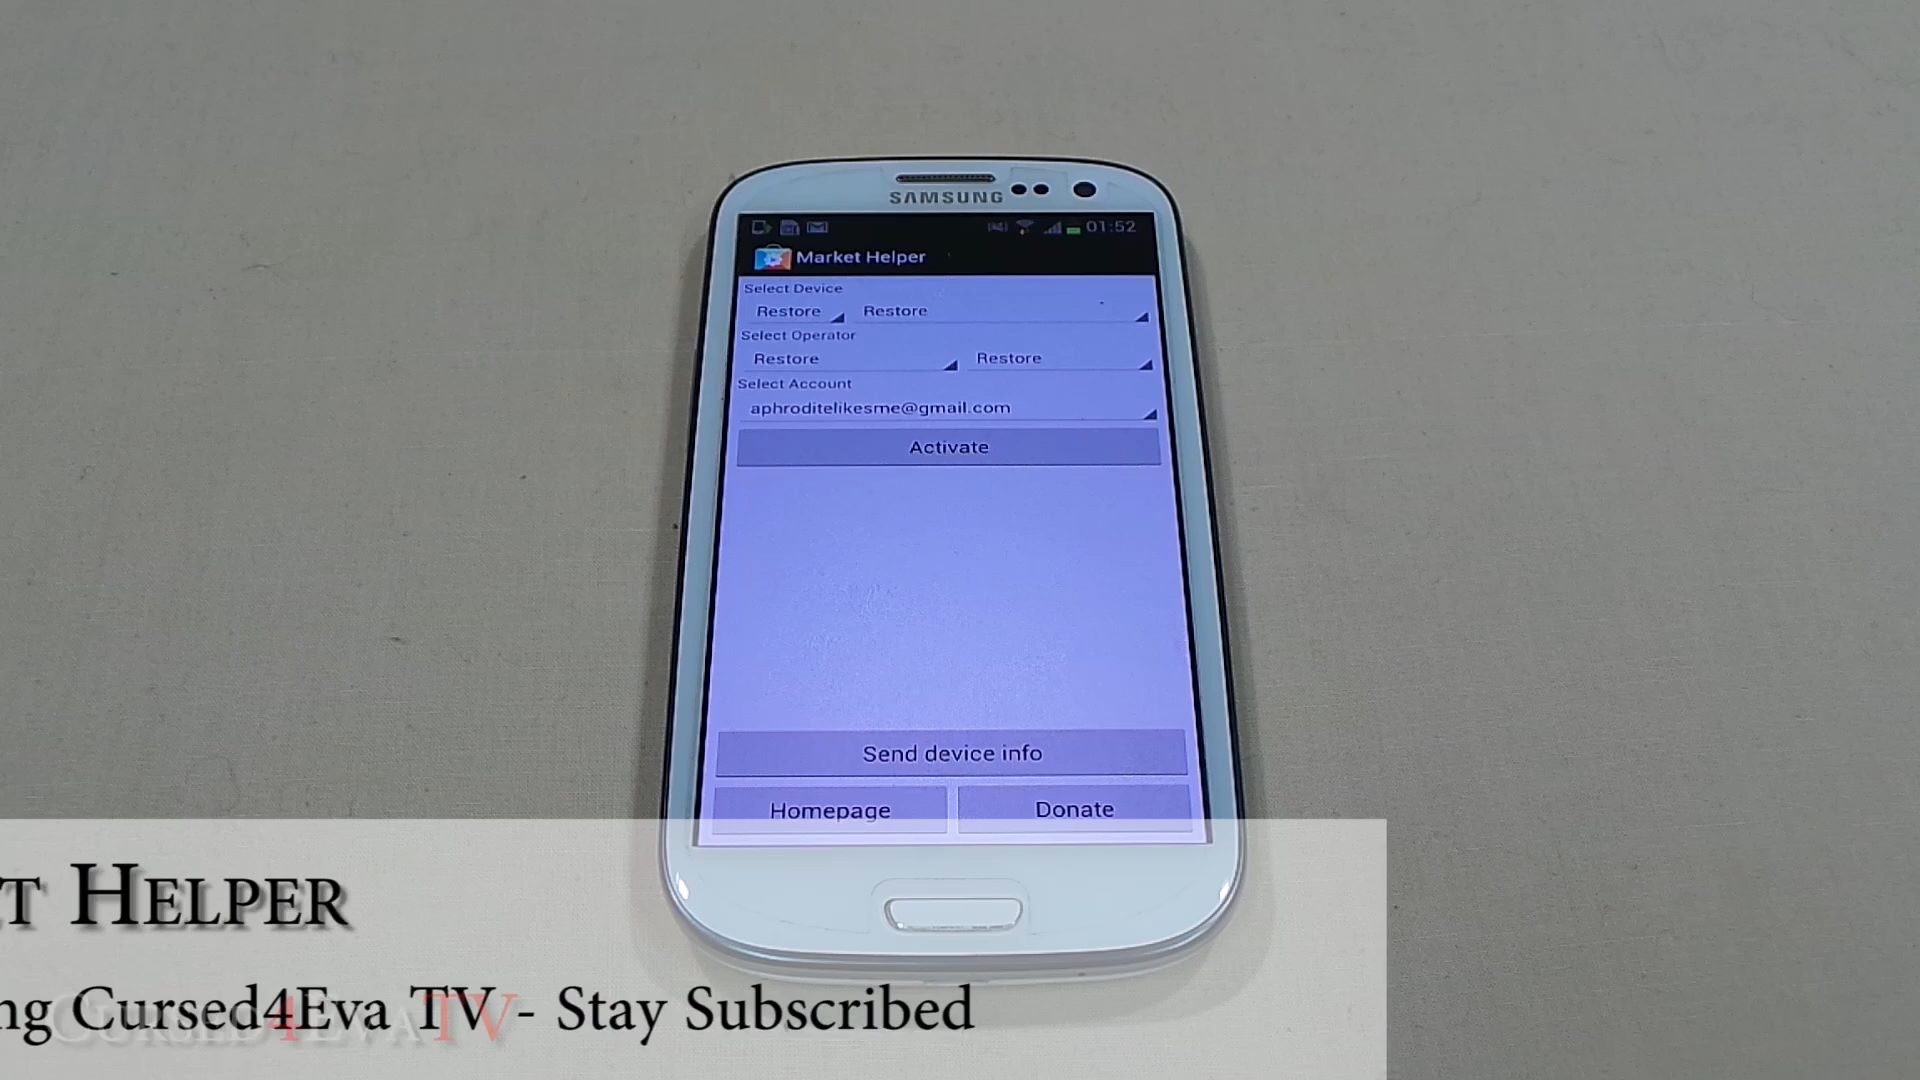 SAMSUNG
01:52
Market Helper
Select Device
Restore Restore
Select Operator
Restore Restore
Select Account
aphroditelikesme@gmail.com
Activate
Send device info
Homepage Donate
T HELPER
ng Cursed4Eva TV - Stay Subscribed
CURSED4EVATV